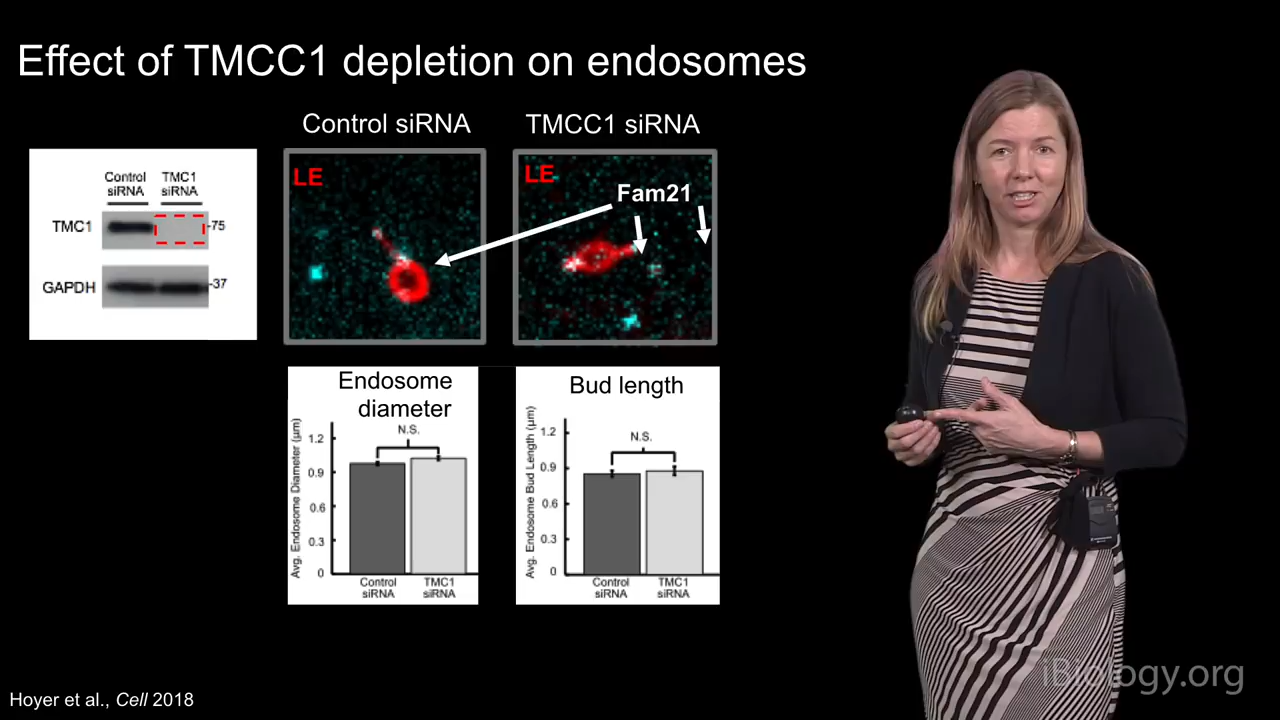 Effect of TMCC1 depletion on endosomes
Control siRNA
TMCC1 siRNA
Control
siRNA
TMC1
siRNA
TMC1
-75
GAPDH
-37
LE
LE
Fam21
Endosome
diameter
N.S.
Avg. Endosome Diameter (µm)
1.2
0.9
0.6
0.3
0
Control
siRNA
TMC1
siRNA
Bud length
N.S.
Avg. Endosome Bud Length (µm)
1.2
0.9
0.6
0.3
0
Control
siRNA
TMC1
siRNA
Hoyer et al., Cell 2018
iBiology.org